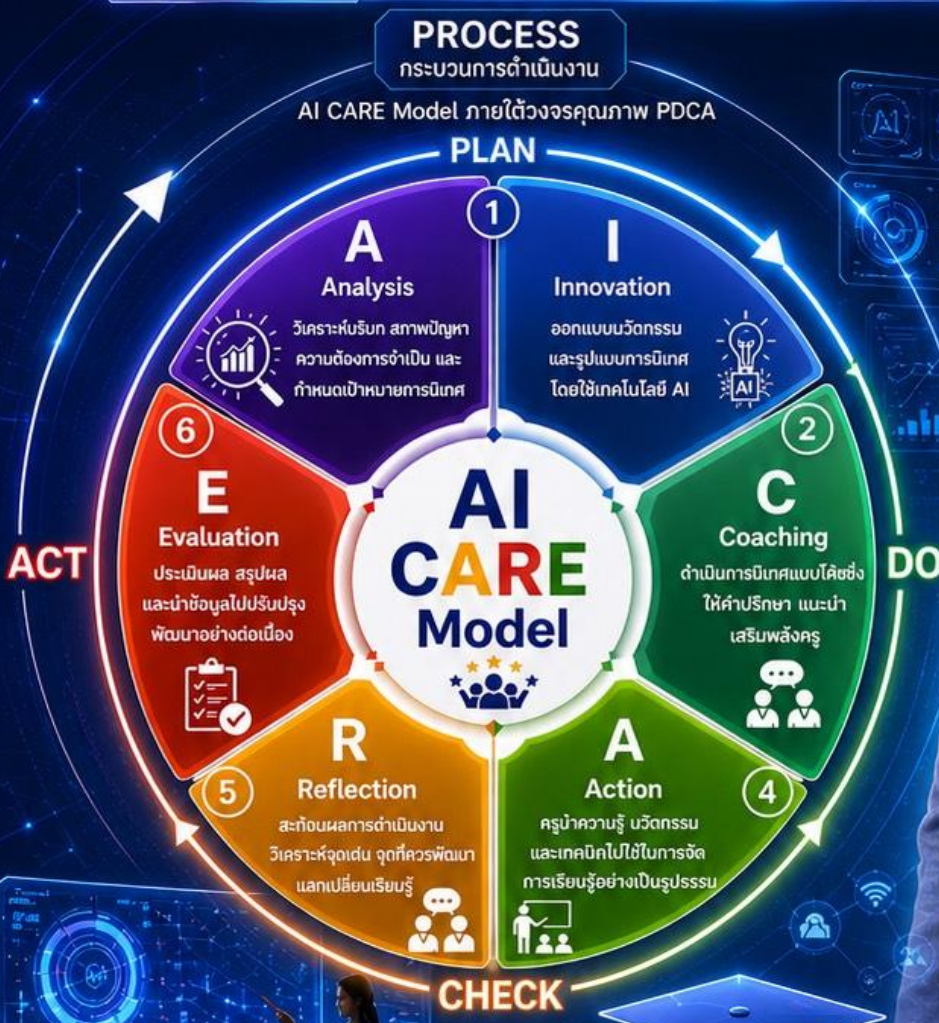 PROCESS
กระบวนการดำเนินงาน
AI CARE Model ภายใต้วงจรคุณภาพ PDCA
PLAN
1
A
Analysis
วิเคราะห์บริบท สภาพปัญหา
ความต้องการจำเป็น และ
กำหนดเป้าหมายการนิเทศ
I
Innovation
ออกแบบนวัตกรรม
และรูปแบบการนิเทศ
โดยใช้เทคโนโลยี AI
AI
2
C
Coaching
ดำเนินการนิเทศแบบโค้ชชิ่ง
ให้คำปรึกษา แนะนำ
เสริมพลังครู
DO
4
A
Action
ครูนำความรู้ นวัตกรรม
และเทคนิคไปใช้ในการจัด
การเรียนรู้อย่างเป็นรูปธรรม
CHECK
5
R
Reflection
สะท้อนผลการดำเนินงาน
วิเคราะห์จุดเด่น จุดที่ควรพัฒนา
แลกเปลี่ยนเรียนรู้
6
E
Evaluation
ประเมินผล สรุปผล
และนำข้อมูลไปปรับปรุง
พัฒนาอย่างต่อเนื่อง
ACT
AI
CARE
Model
AI